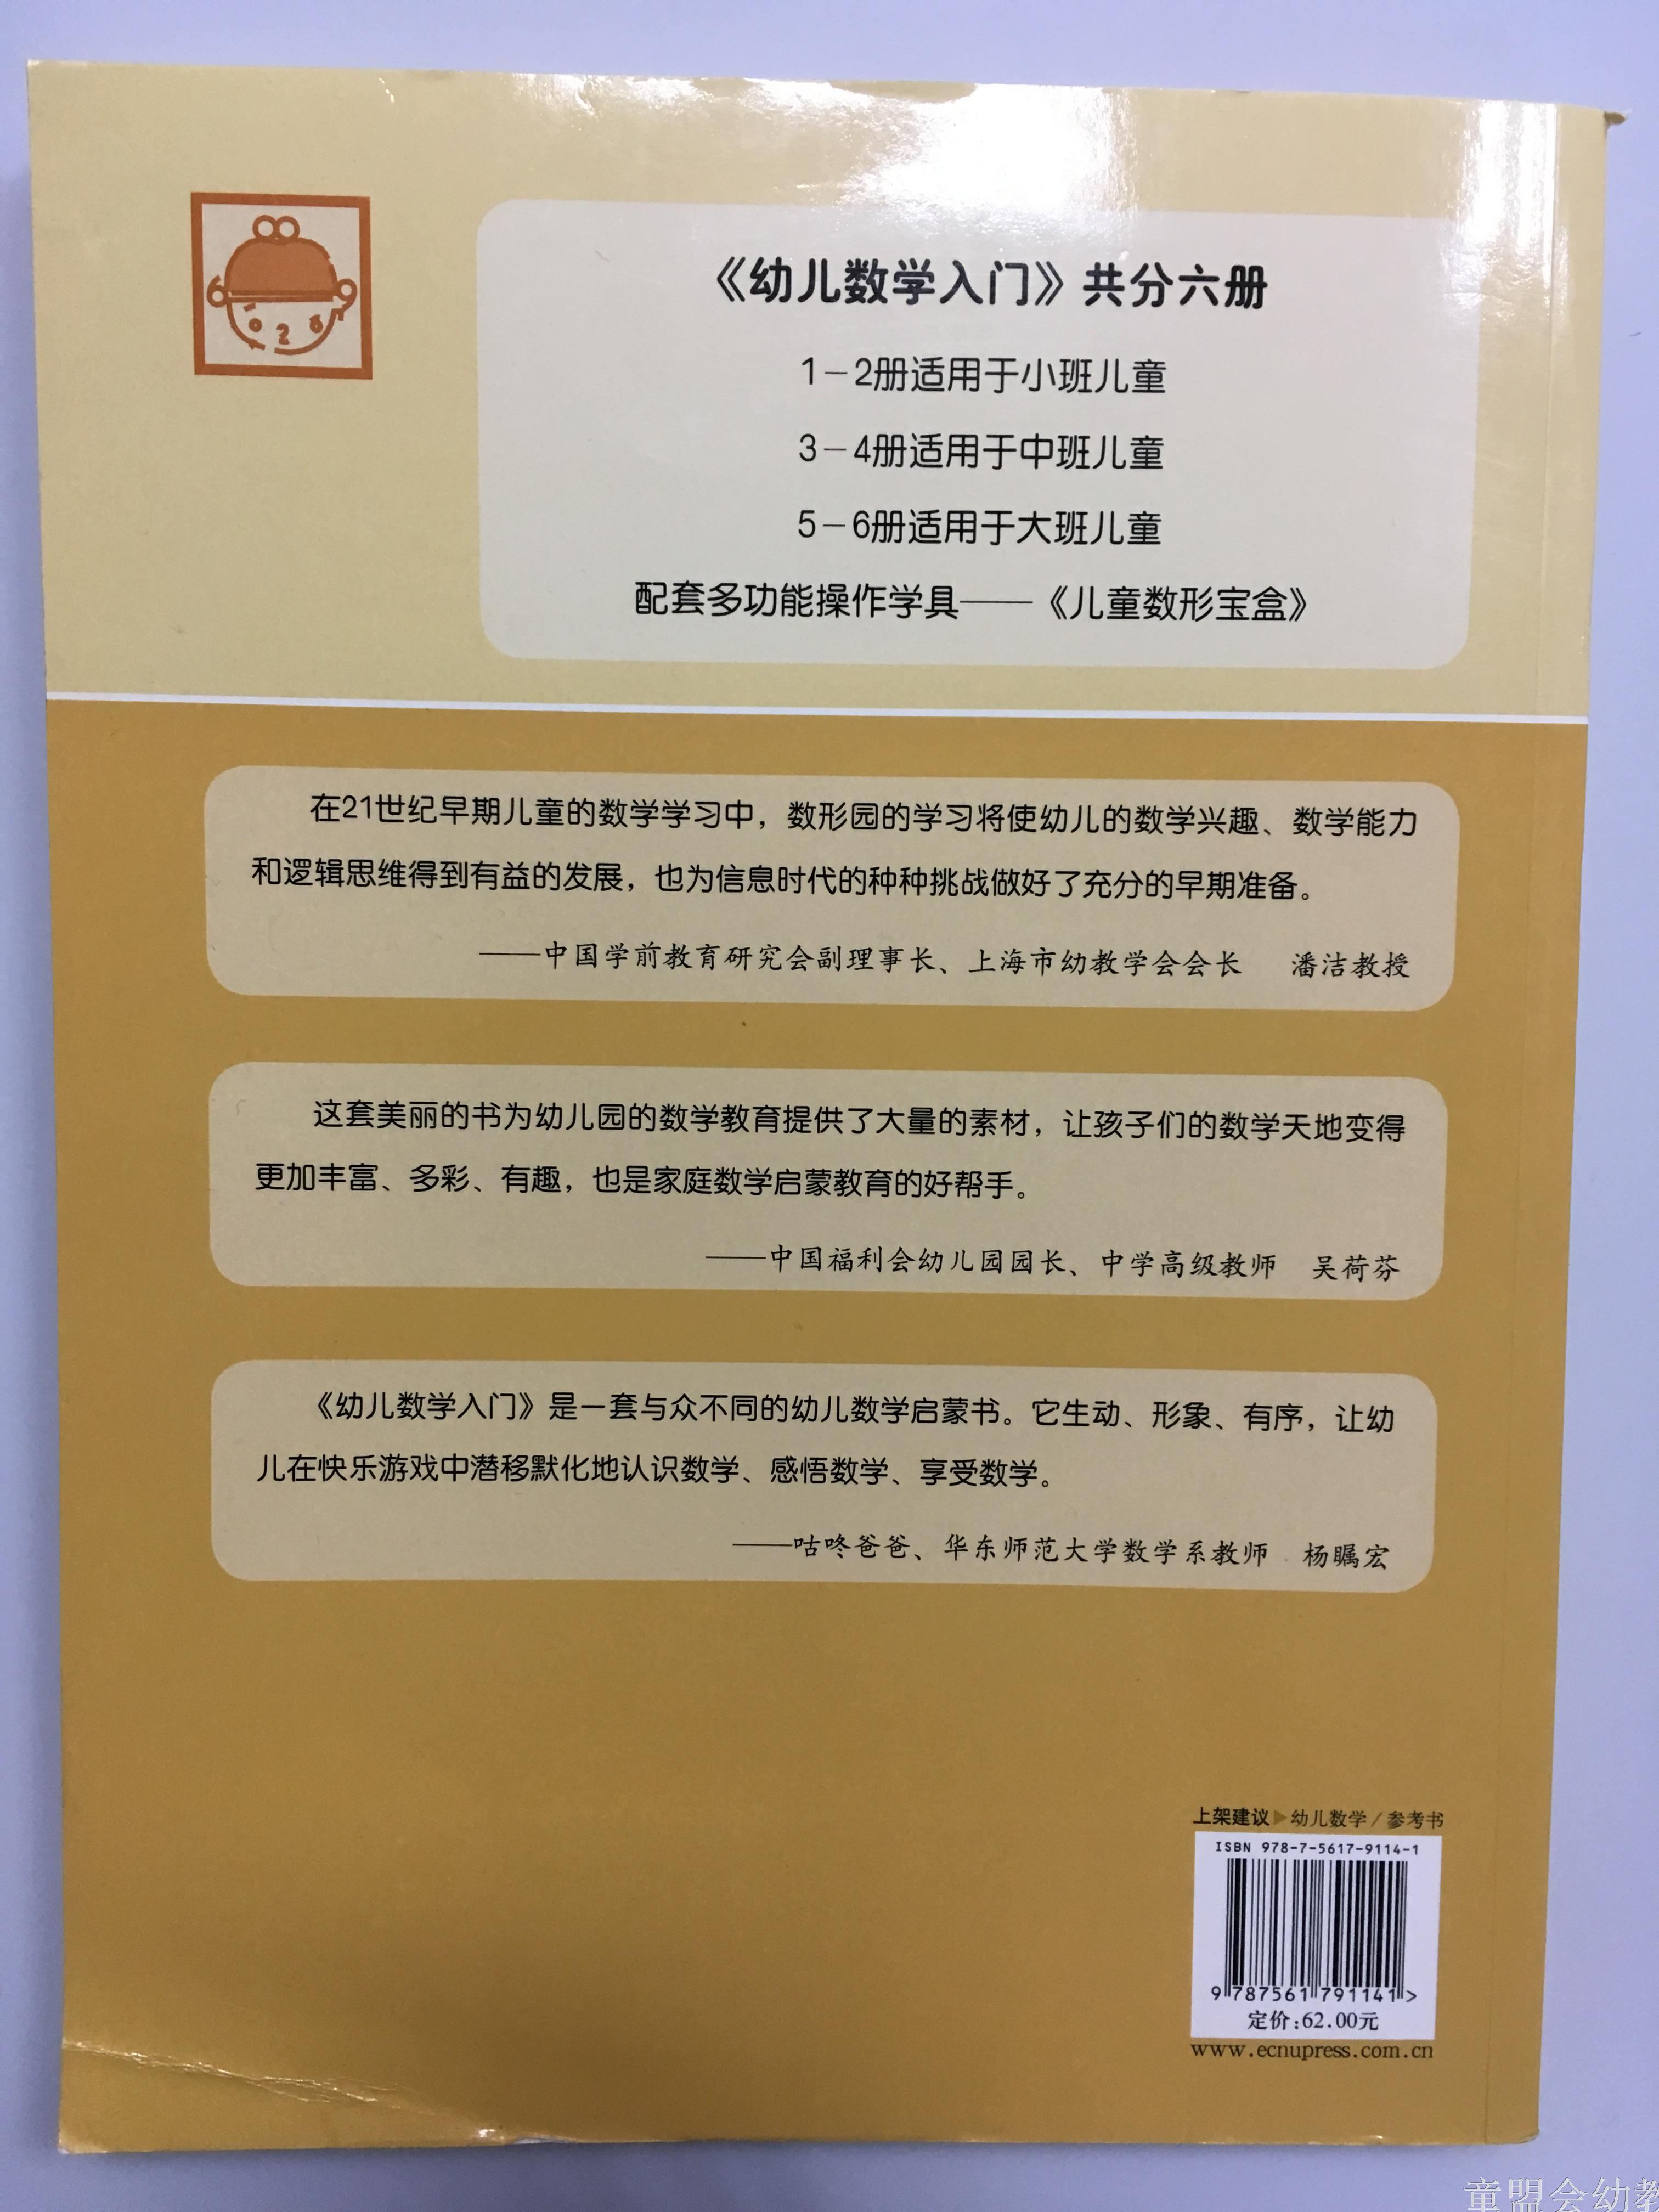 《幼儿数学入门》共分六册
1－2册适用于小班儿童
3－4册适用于中班儿童
5－6册适用于大班儿童
配套多功能操作学具——《儿童数形宝盒》
在21世纪早期儿童的数学学习中，数形园的学习将使幼儿的数学兴趣、数学能力
和逻辑思维得到有益的发展，也为信息时代的种种挑战做好了充分的早期准备。
——中国学前教育研究会副理事长、上海市幼教学会会长 潘洁教授
这套美丽的书为幼儿园的数学教育提供了大量的素材，让孩子们的数学天地变得
更加丰富、多彩、有趣，也是家庭数学启蒙教育的好帮手。
——中国福利会幼儿园园长、中学高级教师 吴荷芬
《幼儿数学入门》是一套与众不同的幼儿数学启蒙书。它生动、形象、有序，让幼
儿在快乐游戏中潜移默化地认识数学、感悟数学、享受数学。
——咕咚爸爸、华东师范大学数学系教师 杨瞩宏
上架建议▶幼儿数学/参考书
ISBN 978-7-5617-9114-1
9 787561 791141 >
定价:62.00元
www.ecnupress.com.cn
童盟会幼教